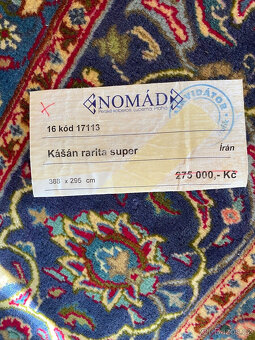 NOMÁD
16 kód 17113
Kášán rarita super
Írán
388 x 295 cm
275 000,- Kč